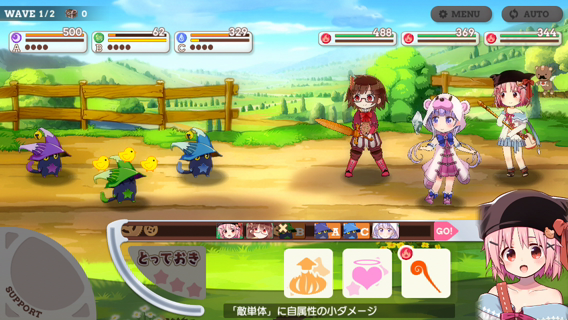 WAVE 1/2 0 MENU AUTO
500 62 329 488 369 344
A B C
B A C GO!
とっておき
SUPPORT
「敵単体」に自属性の小ダメージ